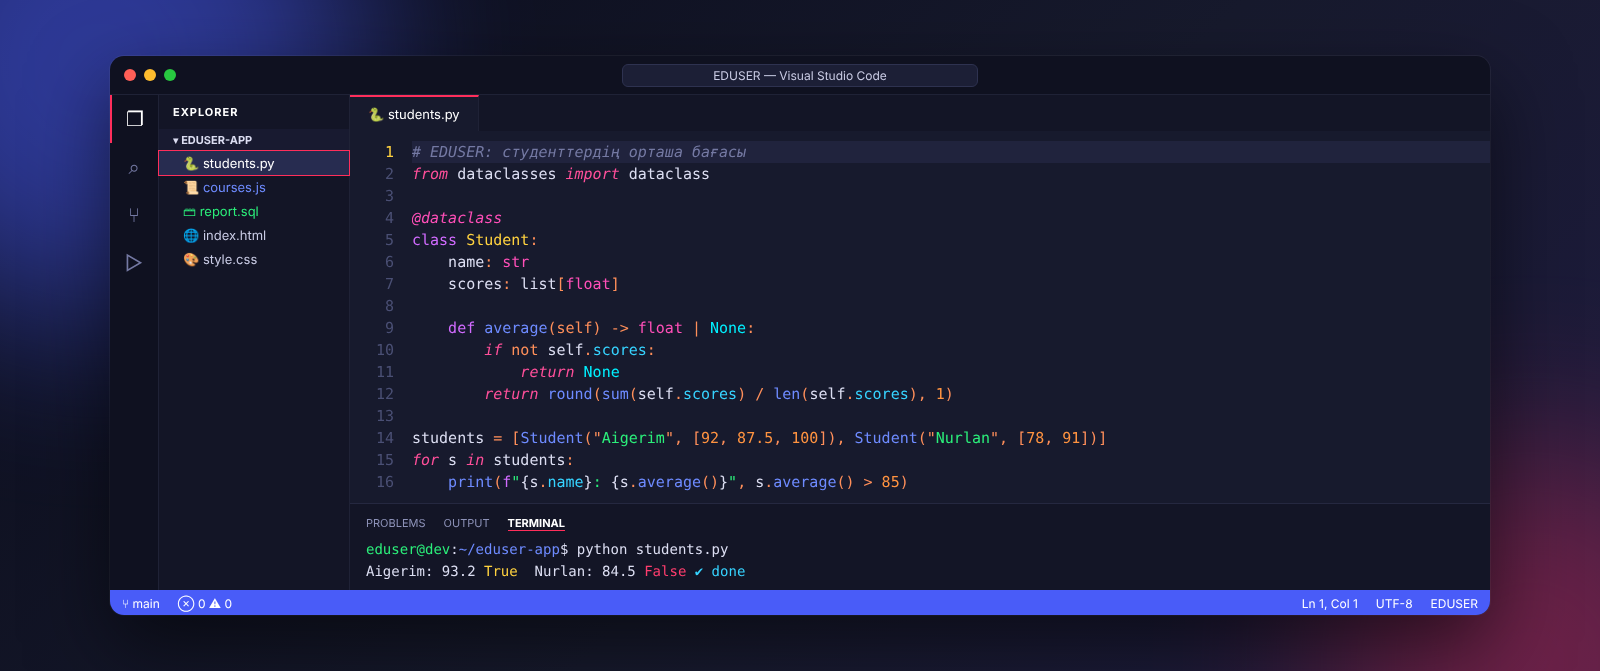 EDUSER — Visual Studio Code
EXPLORER
EDUSER-APP
students.py
courses.js
report.sql
index.html
style.css
students.py
1 # EDUSER: студенттердің орташа бағасы
2 from dataclasses import dataclass
3
4 @dataclass
5 class Student:
6     name: str
7     scores: list[float]
8
9     def average(self) -> float | None:
10         if not self.scores:
11             return None
12         return round(sum(self.scores) / len(self.scores), 1)
13
14 students = [Student("Aigerim", [92, 87.5, 100]), Student("Nurlan", [78, 91])]
15 for s in students:
16     print(f"{s.name}: {s.average()}", s.average() > 85)
PROBLEMS OUTPUT TERMINAL
eduser@dev:~/eduser-app$ python students.py
Aigerim: 93.2 True  Nurlan: 84.5 False ✔ done
main 0 0 Ln 1, Col 1 UTF-8 EDUSER